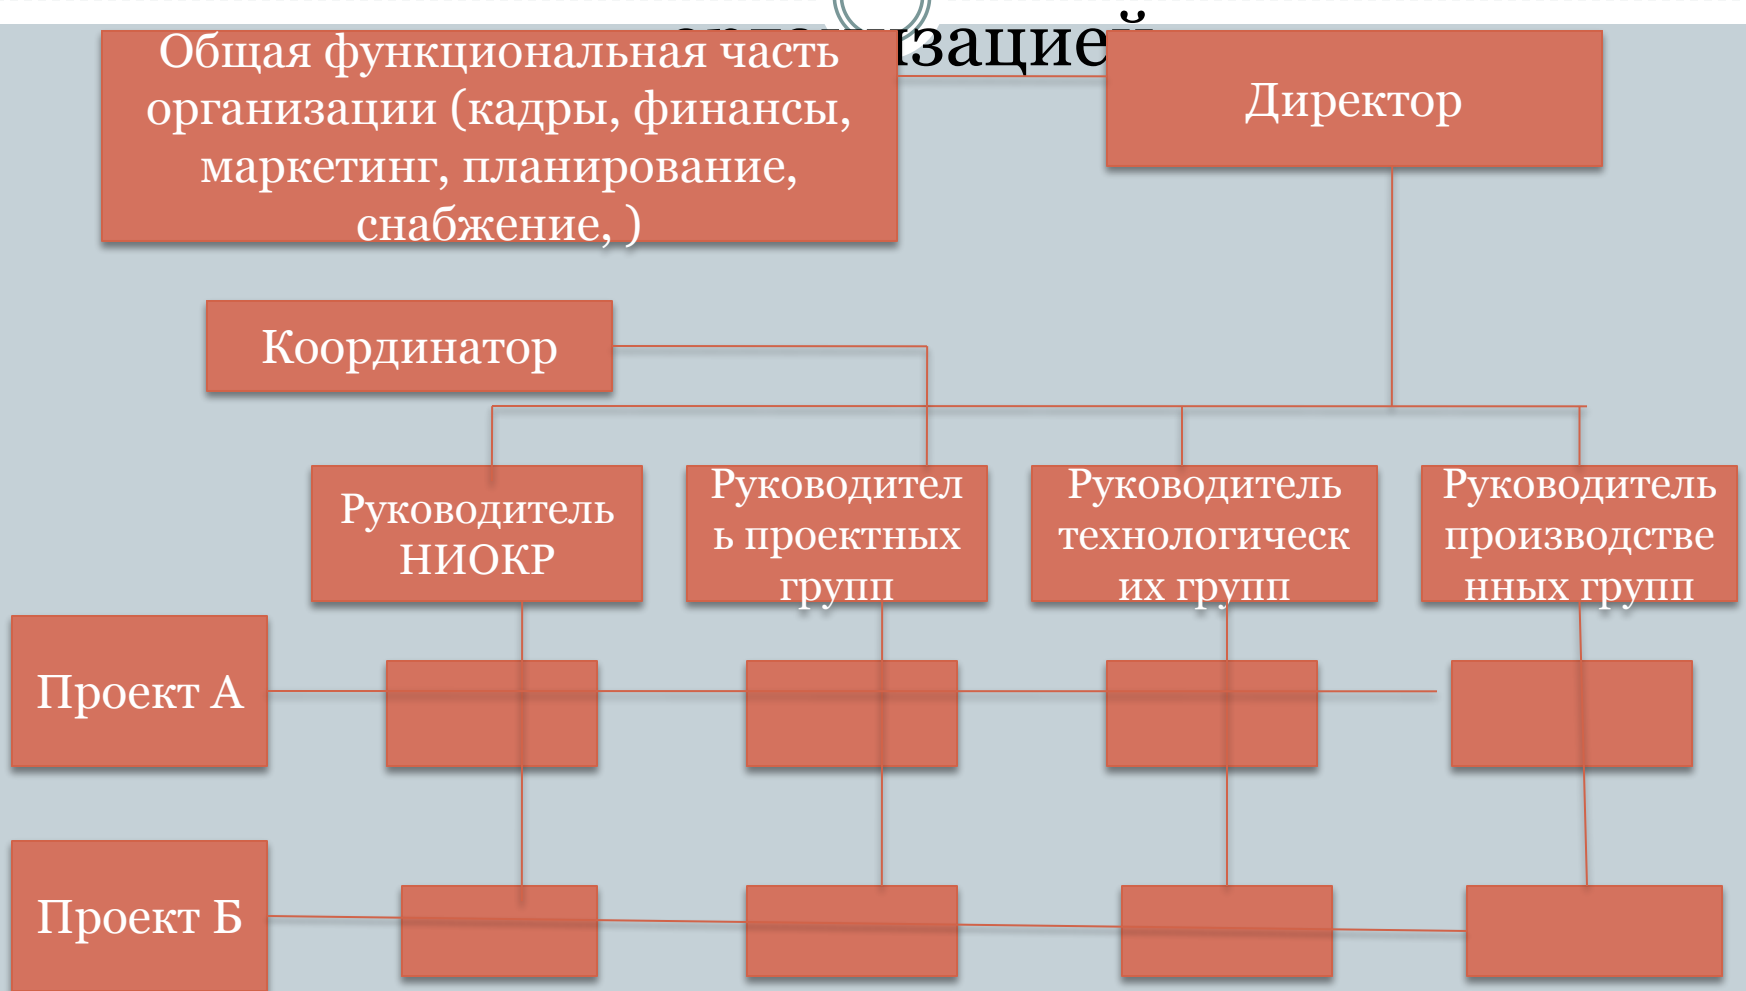 Общая функциональная часть
организации (кадры, финансы,
маркетинг, планирование,
снабжение, )
Директор
Координатор
Руководитель
НИОКР
Руководител
ь проектных
групп
Руководитель
технологическ
их групп
Руководитель
производстве
нных групп
Проект А
Проект Б